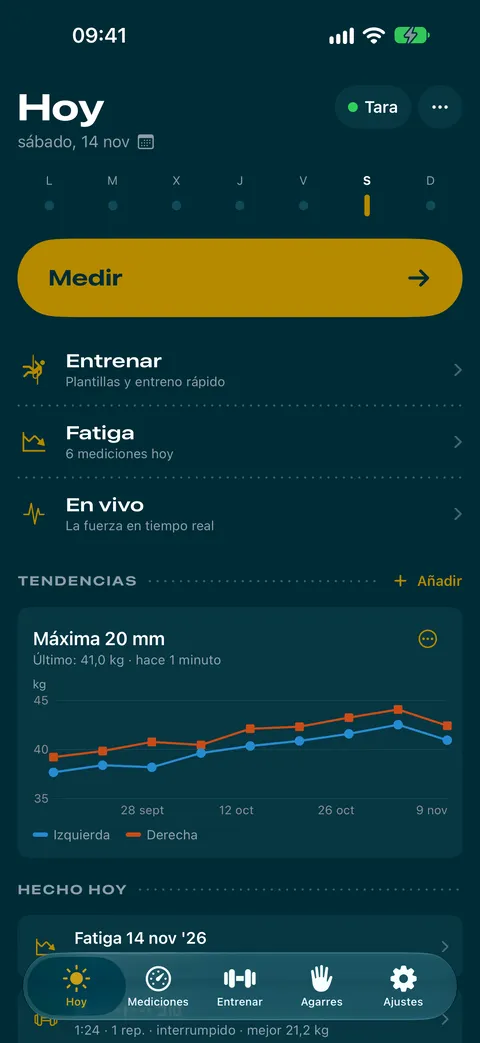 09:41
Hoy
Tara
sábado, 14 nov
L M X J V S D
Medir
Entrenar
Plantillas y entreno rápido
Fatiga
6 mediciones hoy
En vivo
La fuerza en tiempo real
TENDENCIAS
+ Añadir
Máxima 20 mm
Último: 41,0 kg · hace 1 minuto
kg
45
40
35
28 sept 12 oct 26 oct 9 nov
Izquierda Derecha
HECHO HOY
Fatiga 14 nov '26
Hoy Mediciones Entrenar Agarres Ajustes
1:24 · 1 rep. · interrumpido · mejor 21,2 kg